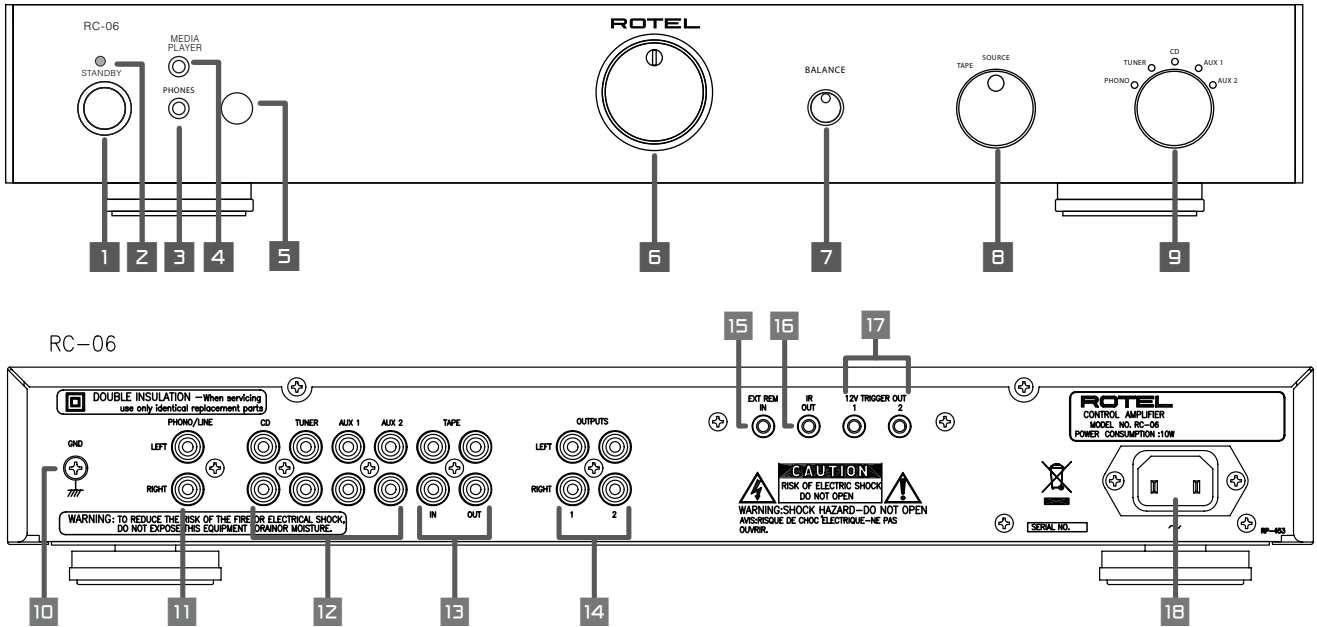 RC-06
ROTEL
MEDIA
PLAYER
STANDBY
PHONES
BALANCE
TAPE
SOURCE
PHONO
TUNER
CD
AUX 1
AUX 2
1
2
3
4
5
6
7
8
9
RC-06
15
16
17
DOUBLE INSULATION -When servicing
use only identical replacement parts
GND
PHONO/LINE
CD
TUNER
AUX 1
AUX 2
TAPE
OUTPUTS
LEFT
RIGHT
LEFT
RIGHT
IN
OUT
1
2
EXT REM
IN
IR
OUT
12V TRIGGER OUT
1
2
ROTEL
CONTROL AMPLIFIER
MODEL NO. RC-06
POWER CONSUMPTION :10W
CAUTION
RISK OF ELECTRIC SHOCK
DO NOT OPEN
WARNING:SHOCK HAZARD-DO NOT OPEN
AVIS:RISQUE DE CHOC ELECTRIQUE-NE PAS
OUVRIR.
WARNING: TO REDUCE THE RISK OF THE FIRE OR ELECTRICAL SHOCK,
DO NOT EXPOSE THIS EQUIPMENT TORAINOR MOISTURE.
SERIAL NO.
~
RP-463
10
11
12
13
14
18